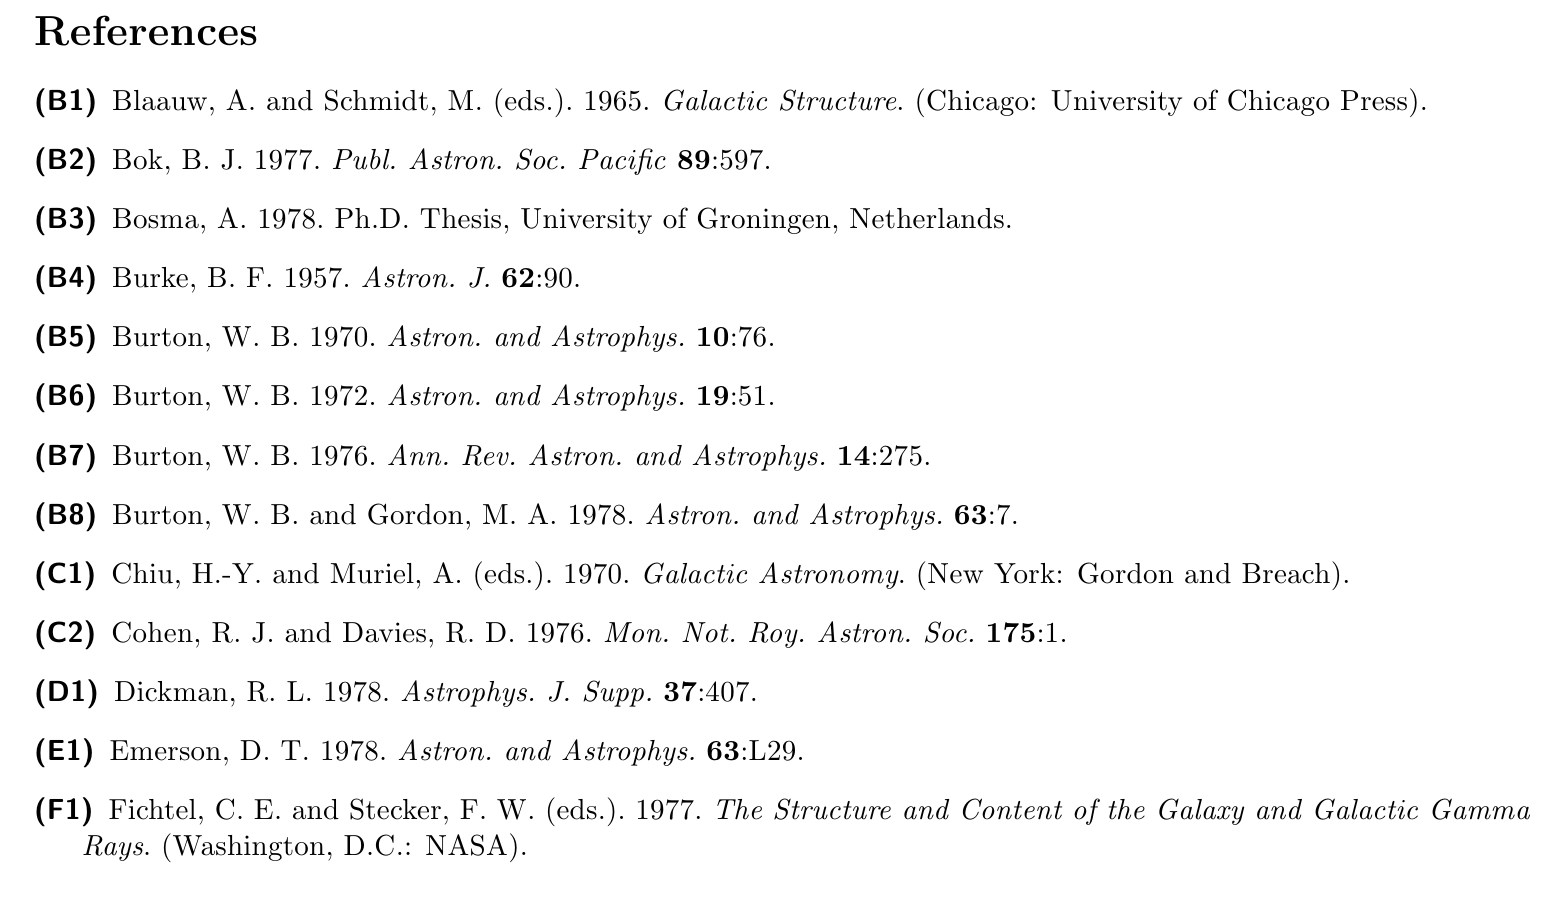 References
(B1) Blaauw, A. and Schmidt, M. (eds.). 1965. Galactic Structure. (Chicago: University of Chicago Press).
(B2) Bok, B. J. 1977. Publ. Astron. Soc. Pacific 89:597.
(B3) Bosma, A. 1978. Ph.D. Thesis, University of Groningen, Netherlands.
(B4) Burke, B. F. 1957. Astron. J. 62:90.
(B5) Burton, W. B. 1970. Astron. and Astrophys. 10:76.
(B6) Burton, W. B. 1972. Astron. and Astrophys. 19:51.
(B7) Burton, W. B. 1976. Ann. Rev. Astron. and Astrophys. 14:275.
(B8) Burton, W. B. and Gordon, M. A. 1978. Astron. and Astrophys. 63:7.
(C1) Chiu, H.-Y. and Muriel, A. (eds.). 1970. Galactic Astronomy. (New York: Gordon and Breach).
(C2) Cohen, R. J. and Davies, R. D. 1976. Mon. Not. Roy. Astron. Soc. 175:1.
(D1) Dickman, R. L. 1978. Astrophys. J. Supp. 37:407.
(E1) Emerson, D. T. 1978. Astron. and Astrophys. 63:L29.
(F1) Fichtel, C. E. and Stecker, F. W. (eds.). 1977. The Structure and Content of the Galaxy and Galactic Gamma
Rays. (Washington, D.C.: NASA).